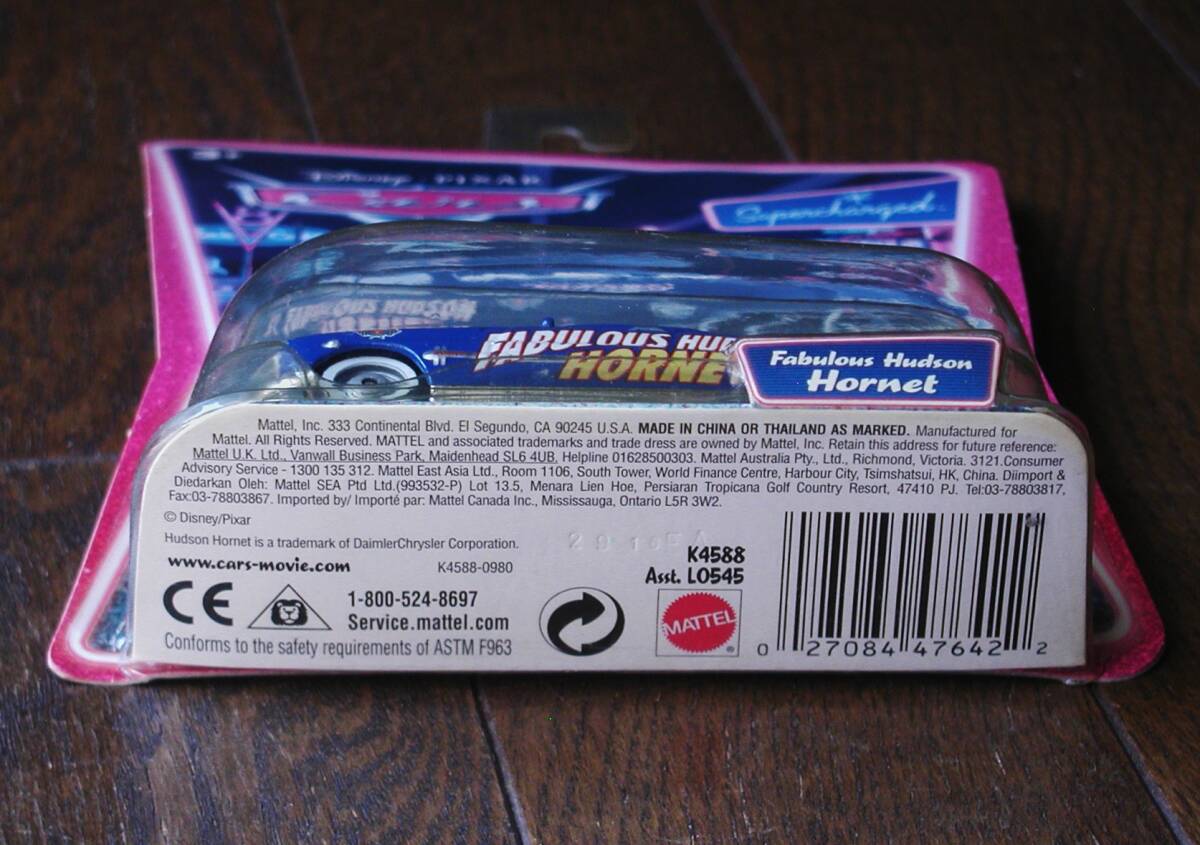 Disney · PIXAR
Supercharged
FABULOUS HUDSON
FABULOUS HUD
HORNE
Fabulous Hudson
Hornet
Mattel, Inc. 333 Continental Blvd. El Segundo, CA 90245 U.S.A. MADE IN CHINA OR THAILAND AS MARKED. Manufactured for
Mattel. All Rights Reserved. MATTEL and associated trademarks and trade dress are owned by Mattel, Inc. Retain this address for future reference:
Mattel U.K. Ltd., Vanwall Business Park, Maidenhead SL6 4UB. Helpline 01628500303. Mattel Australia Pty., Ltd., Richmond, Victoria. 3121.Consumer
Advisory Service - 1300 135 312. Mattel East Asia Ltd., Room 1106, South Tower, World Finance Centre, Harbour City, Tsimshatsui, HK, China. Diimport &
Diedarkan Oleh: Mattel SEA Ptd Ltd.(993532-P) Lot 13.5, Menara Lien Hoe, Persiaran Tropicana Golf Country Resort, 47410 PJ. Tel:03-78803817,
Fax:03-78803867. Imported by/ Importé par: Mattel Canada Inc., Mississauga, Ontario L5R 3W2.
© Disney/Pixar
Hudson Hornet is a trademark of DaimlerChrysler Corporation.
www.cars-movie.com
K4588-0980
K4588
Asst. L0545
CE
1-800-524-8697
Service.mattel.com
Conforms to the safety requirements of ASTM F963
MATTEL
®
0 27084 47642 2